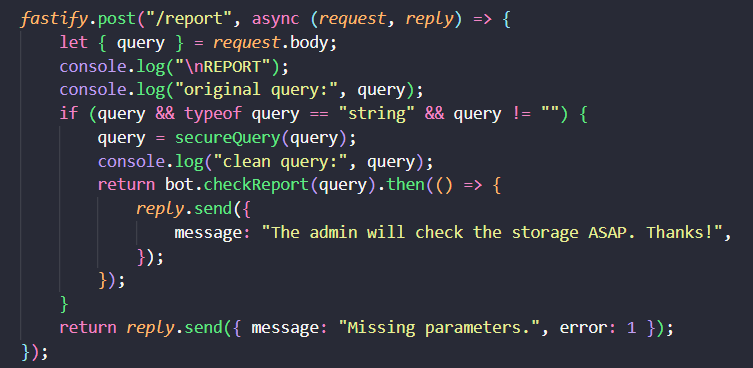 fastify.post("/report", async (request, reply) => {
let { query } = request.body;
console.log("\nREPORT");
console.log("original query:", query);
if (query && typeof query == "string" && query != "") {
query = secureQuery(query);
console.log("clean query:", query);
return bot.checkReport(query).then(() => {
reply.send({
message: "The admin will check the storage ASAP. Thanks!",
});
});
}
return reply.send({ message: "Missing parameters.", error: 1 });
});